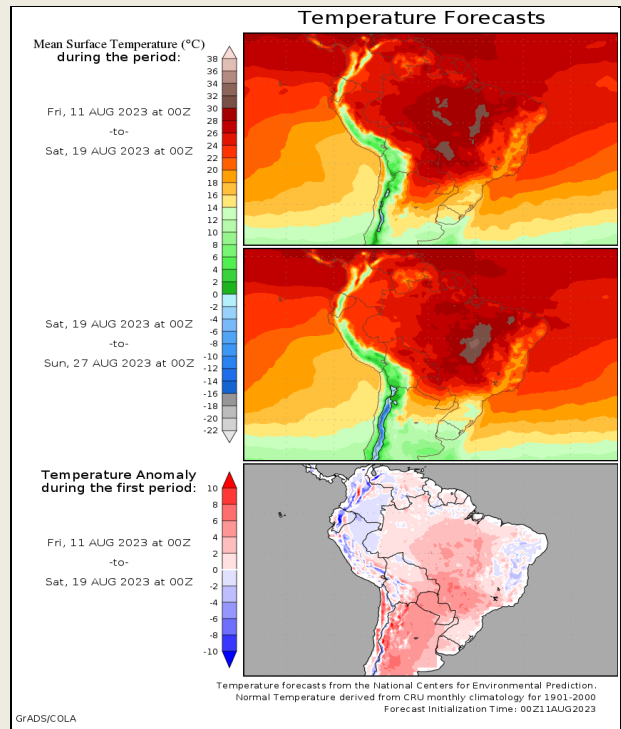 Temperature Forecasts
Mean Surface Temperature (°C)
during the period:
Fri, 11 AUG 2023 at 00Z
-to-
Sat, 19 AUG 2023 at 00Z
38
36
34
32
30
28
26
24
22
20
18
16
14
12
10
8
6
4
2
0
-2
-4
-6
-8
-10
-12
-14
-16
-17
-18
-20
-22
Sat, 19 AUG 2023 at 00Z
-to-
Sun, 27 AUG 2023 at 00Z
Temperature Anomaly
during the first period:
Fri, 11 AUG 2023 at 00Z
-to-
Sat, 19 AUG 2023 at 00Z
10
8
6
4
2
0
-2
-4
-6
-8
-10
Temperature forecasts from the National Centers for Environmental Prediction.
Normal Temperature derived from CRU monthly climatology for 1901-2000
Forecast Initialization Time: 00Z11AUG2023
GrADS/COLA